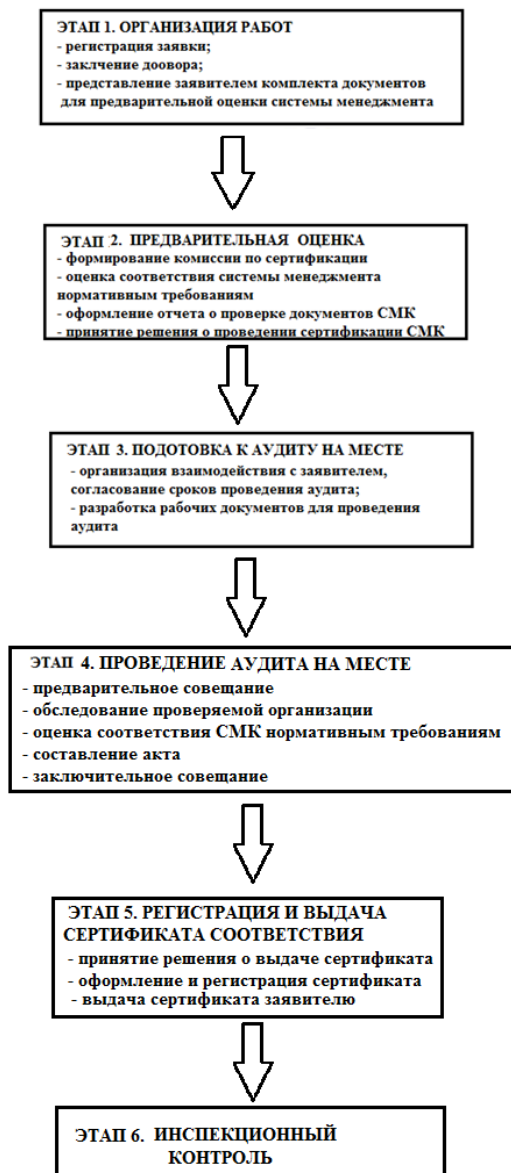 ЭТАП 1. ОРГАНИЗАЦИЯ РАБОТ
- регистрация заявки;
- заклчение доовора;
- представление заявителем комплекта документов
для предварительной оценки системы менеджмента
ЭТАП 2. ПРЕДВАРИТЕЛЬНАЯ ОЦЕНКА
- формирование комиссии по сертификации
- оценка соответствия системы менеджмента
нормативным требованиям
- оформление отчета о проверке документов СМК
- принятие решения о проведении сертификации СМК
ЭТАП 3. ПОДОТОВКА К АУДИТУ НА МЕСТЕ
- организация взаимодействия с заявителем,
согласование сроков проведения аудита;
- разработка рабочих документов для проведения
аудита
ЭТАП 4. ПРОВЕДЕНИЕ АУДИТА НА МЕСТЕ
- предварительное совещание
- обследование проверяемой организации
- оценка соответствия СМК нормативным требованиям
- составление акта
- заключительное совещание
ЭТАП 5. РЕГИСТРАЦИЯ И ВЫДАЧА
СЕРТИФИКАТА СООТВЕТСТВИЯ
- принятие решения о выдаче сертификата
- оформление и регистрация сертификата
- выдача сертификата заявителю
ЭТАП 6. ИНСПЕКЦИОННЫЙ
КОНТРОЛЬ